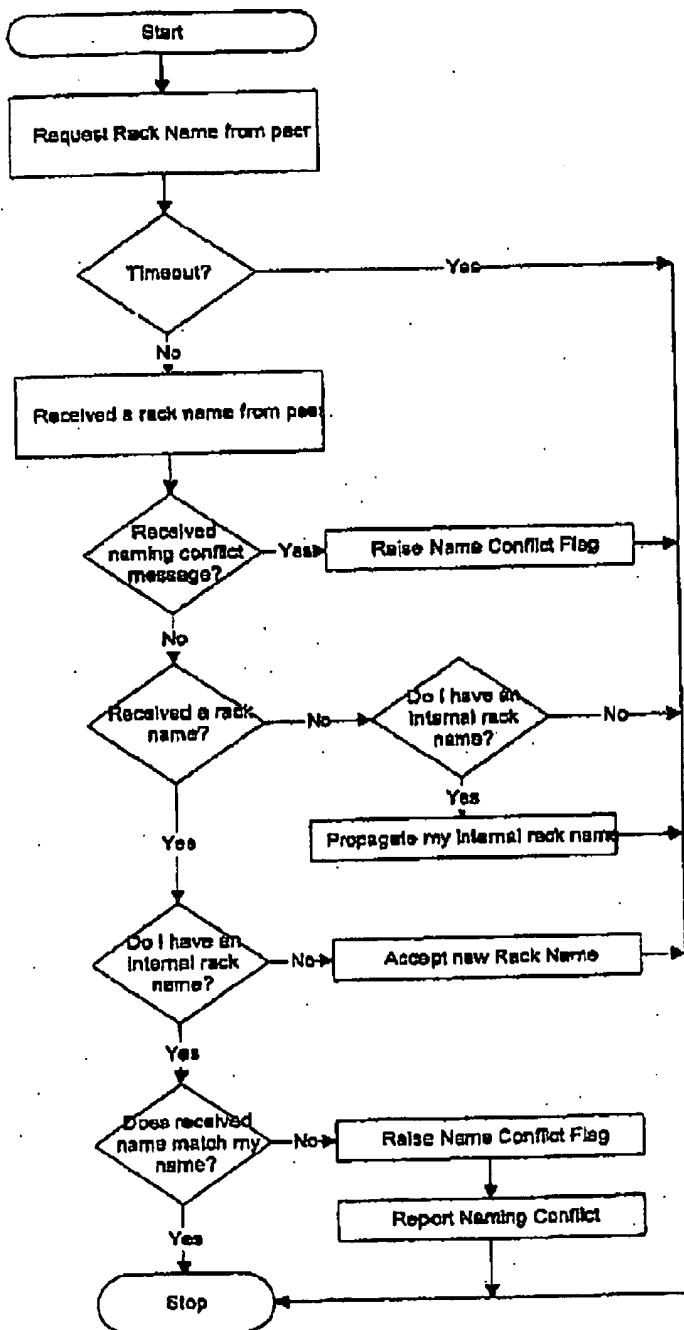 Start
Request Rack Name from peer
Timeout?
Yes
No
Received a rack name from peer
Received
naming conflict
message?
Yes
Raise Name Conflict Flag
No
Received a rack
name?
No
Do I have an
internal rack
name?
No
Yes
Propagate my internal rack name
Yes
Do I have an
internal rack
name?
No
Accept new Rack Name
Yes
Does received
name match my
name?
No
Raise Name Conflict Flag
Report Naming Conflict
Yes
Stop